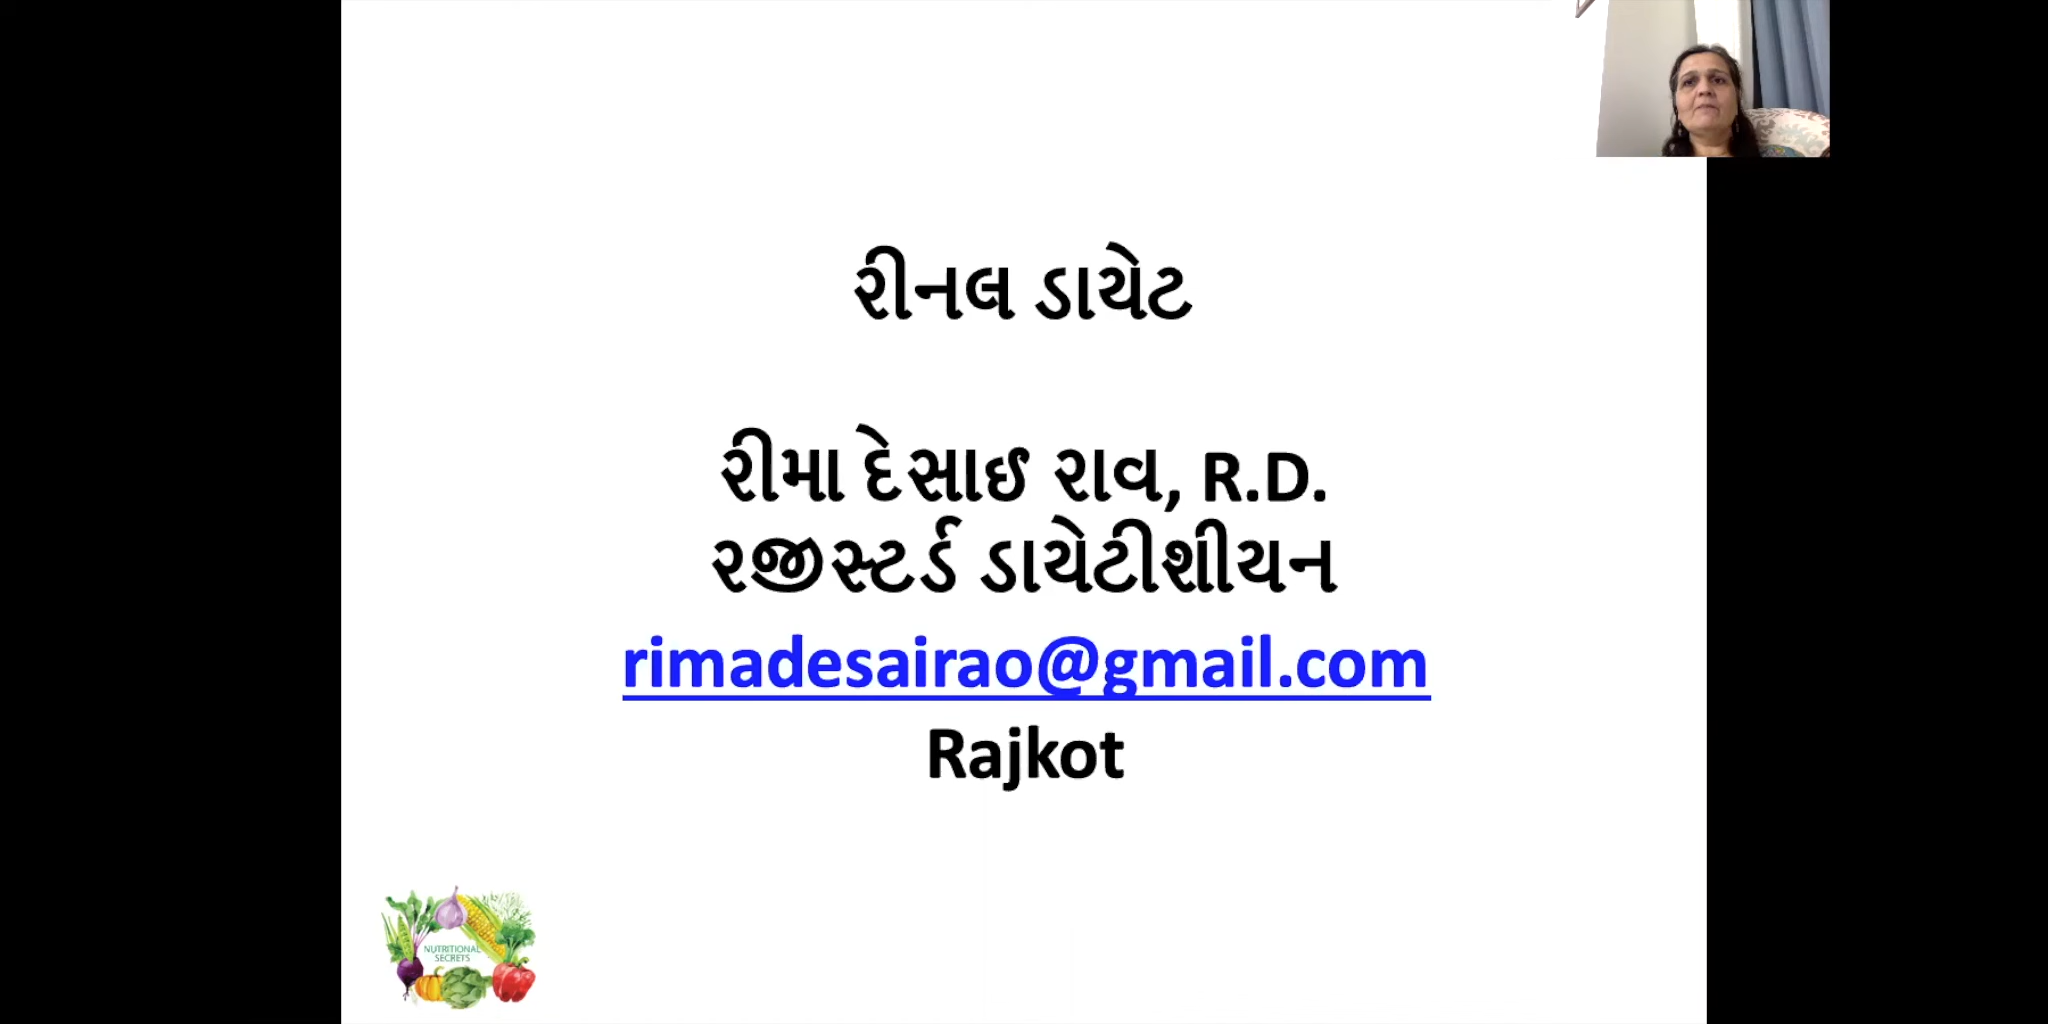 રીનલ ડાયેટ
રીમા દેસાઈ રાવ, R.D.
રજીસ્ટર્ડ ડાયેટીશીયન
rimadesairao@gmail.com
Rajkot
NUTRITIONAL
SECRETS